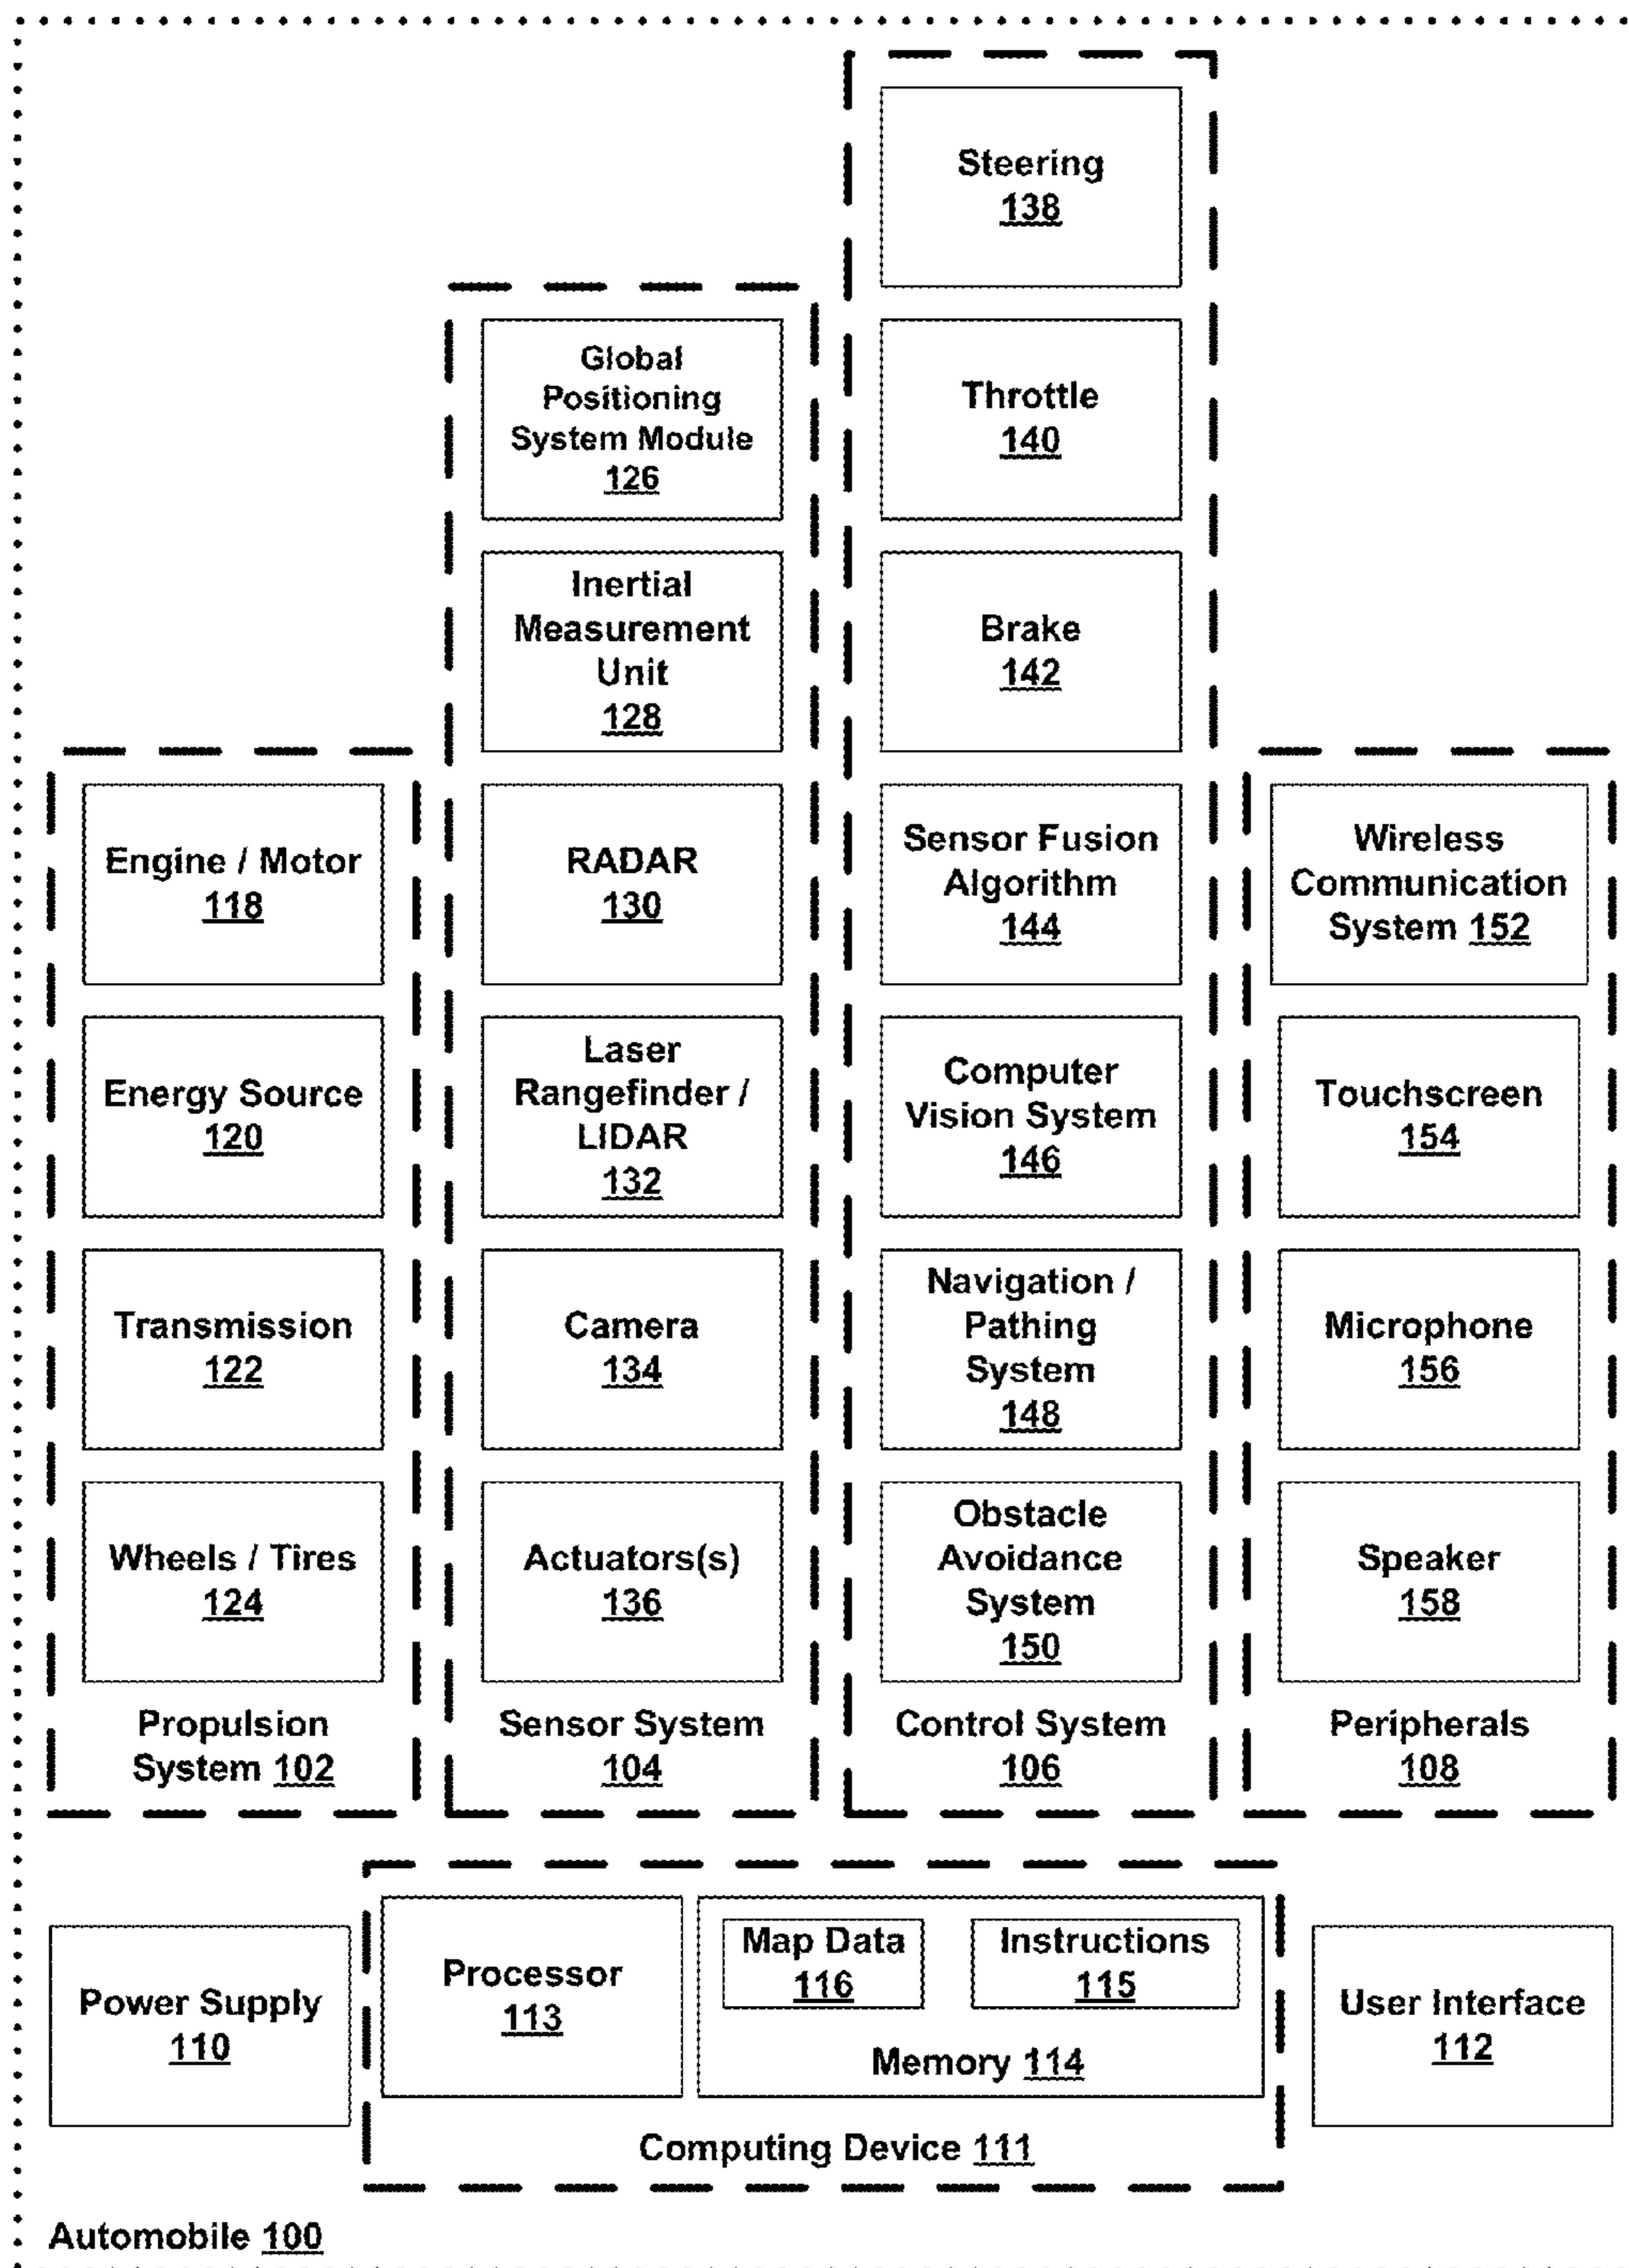 Steering
138
Throttle
140
Brake
142
Sensor Fusion
Algorithm
144
Computer
Vision System
146
Navigation /
Pathing
System
148
Obstacle
Avoidance
System
150
Control System
106
Global
Positioning
System Module
126
Inertial
Measurement
Unit
128
RADAR
130
Laser
Rangefinder /
LIDAR
132
Camera
134
Actuators(s)
136
Sensor System
104
Engine / Motor
118
Energy Source
120
Transmission
122
Wheels / Tires
124
Propulsion
System 102
Wireless
Communication
System 152
Touchscreen
154
Microphone
156
Speaker
158
Peripherals
108
Power Supply
110
Processor
113
Map Data
116
Instructions
115
Memory 114
Computing Device 111
User Interface
112
Automobile 100